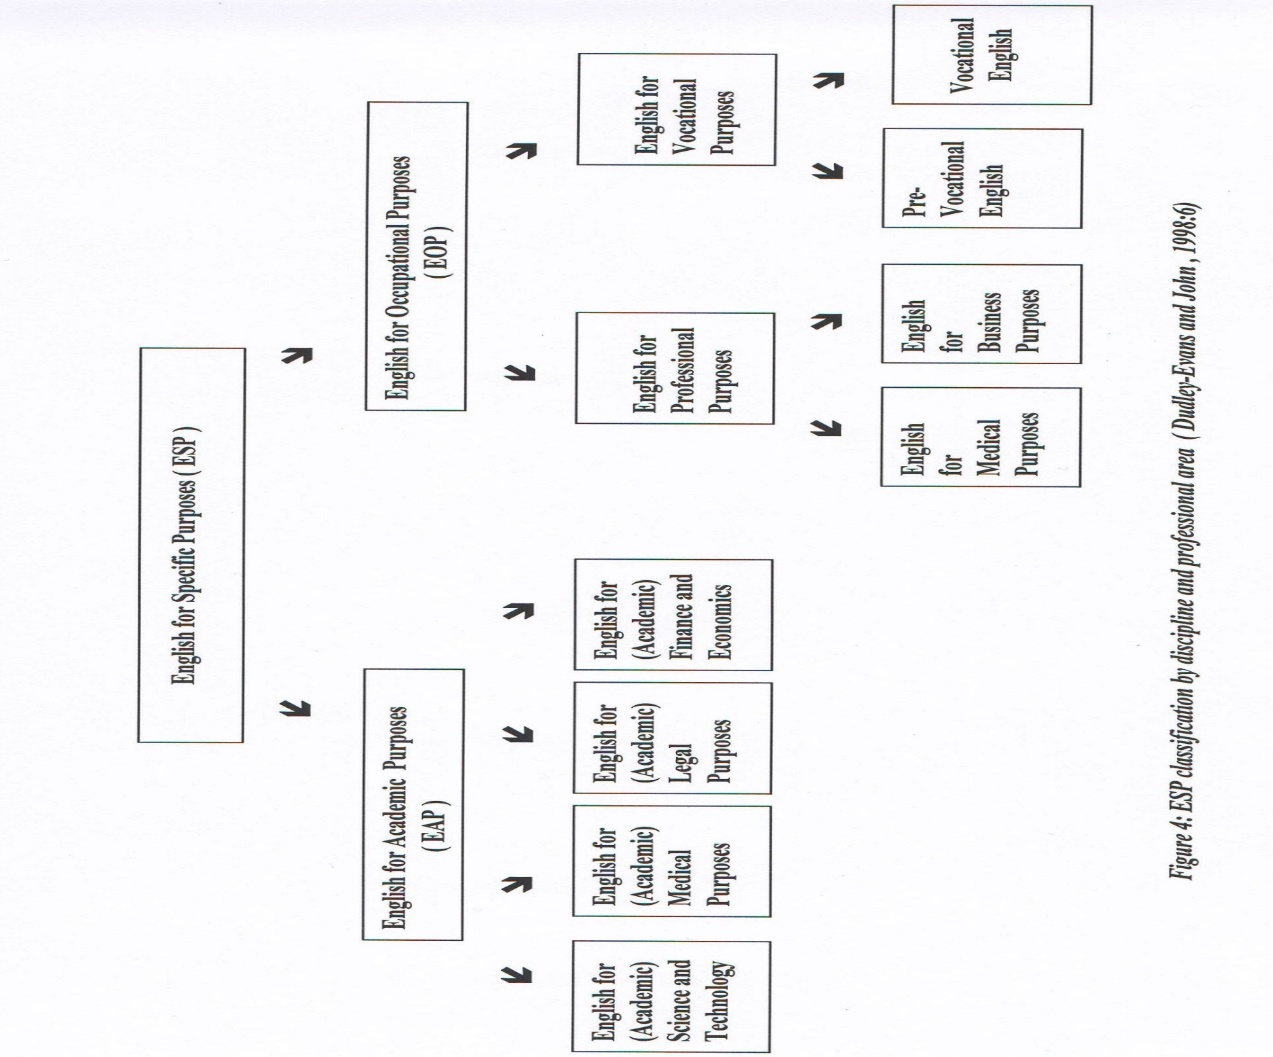 English for Specific Purposes ( ESP )
English for Academic Purposes
( EAP )
English for Occupational Purposes
( EOP )
English for
(Academic)
Science and
Technology
English for
(Academic)
Medical
Purposes
English for
(Academic)
Legal
Purposes
English for
(Academic)
Finance and
Economics
English for
Professional
Purposes
English for
Vocational
Purposes
English
for
Medical
Purposes
English
for
Business
Purposes
Pre-
Vocational
English
Vocational
English
Figure 4: ESP classification by discipline and professional area ( Dudley-Evans and John , 1998:6)